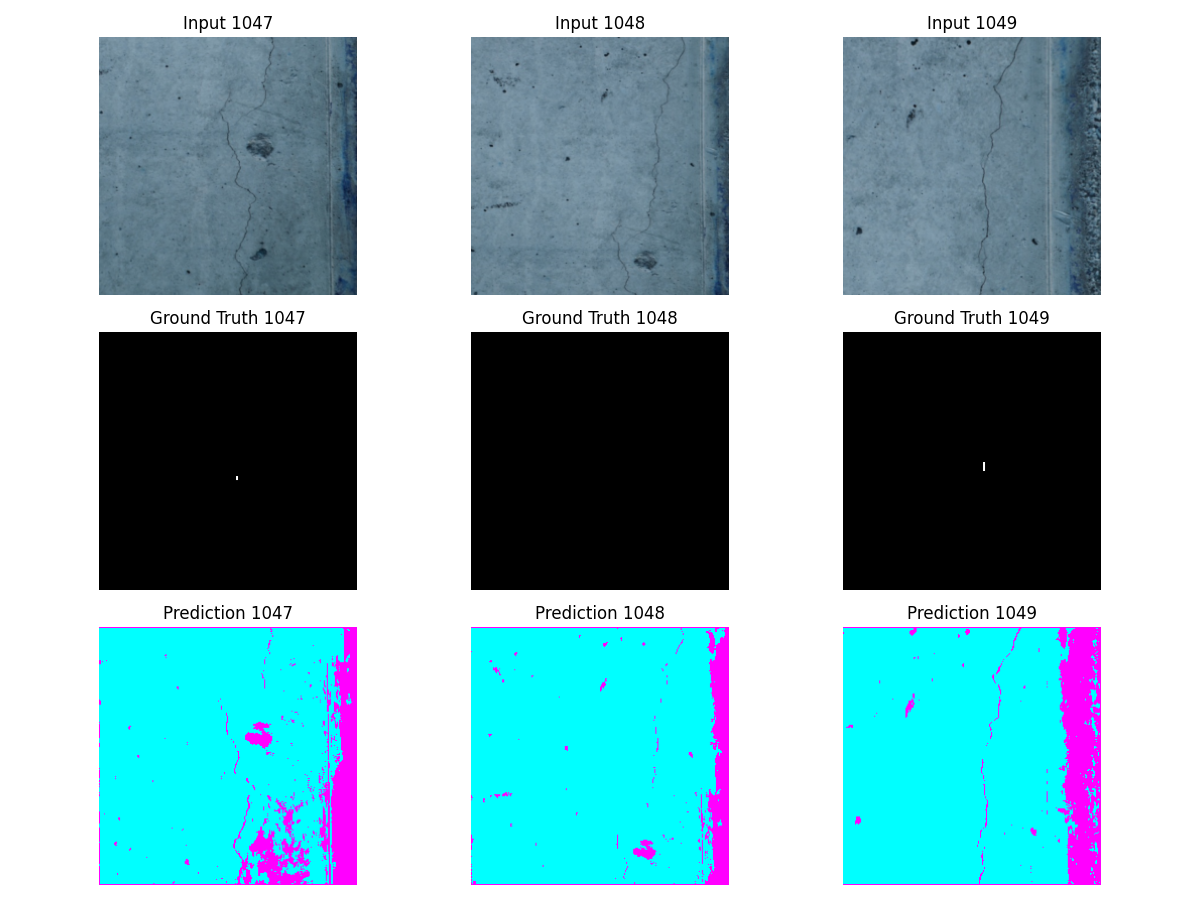 Input 1047
Input 1048
Input 1049
Ground Truth 1047
Ground Truth 1048
Ground Truth 1049
Prediction 1047
Prediction 1048
Prediction 1049